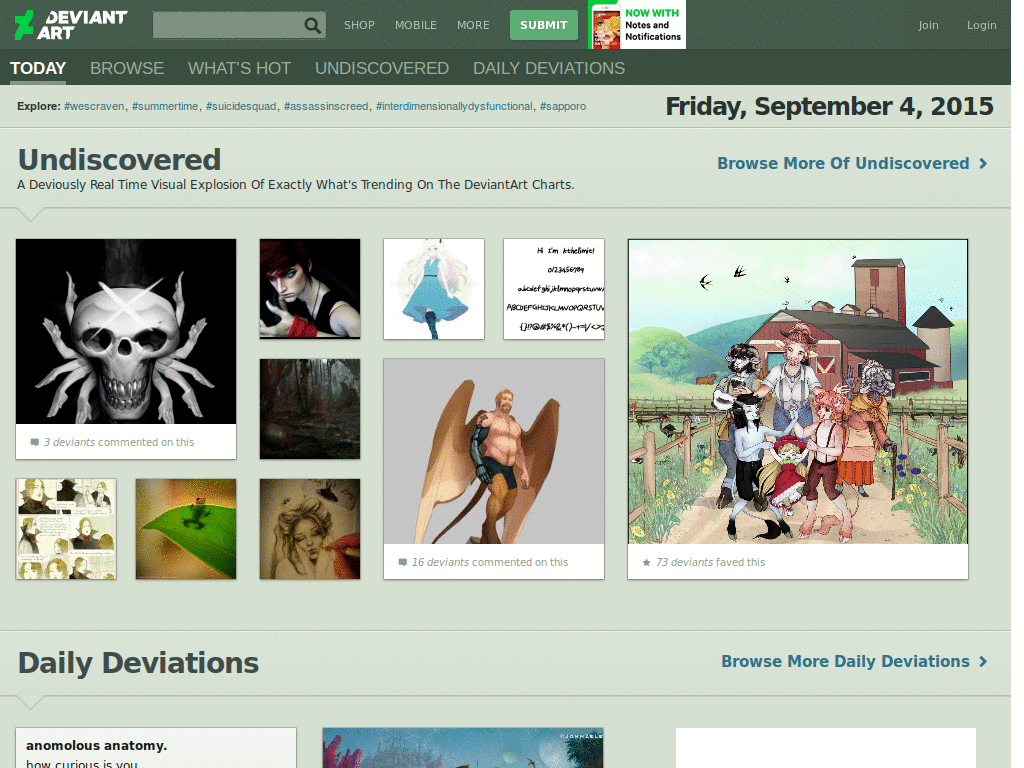 DEVIANT ART
SHOP MOBILE MORE SUBMIT
NOW WITH
Notes and
Notifications
Join Login
TODAY BROWSE WHAT'S HOT UNDISCOVERED DAILY DEVIATIONS
Explore: #wescraven, #summertime, #suicidesquad, #assassinscreed, #interdimensionallydysfunctional, #sapporo
Friday, September 4, 2015
Undiscovered
Browse More Of Undiscovered
A Deviously Real Time Visual Explosion Of Exactly What's Trending On The DeviantArt Charts.
Hi I'm kthelimit!
0123456789
abcdefghijklmnopqrstuvw
ABCDEFGHIJKLMNOPQRSTUV
3 deviants commented on this
16 deviants commented on this
73 deviants faved this
Daily Deviations
Browse More Daily Deviations
anomolous anatomy.
how curious is you